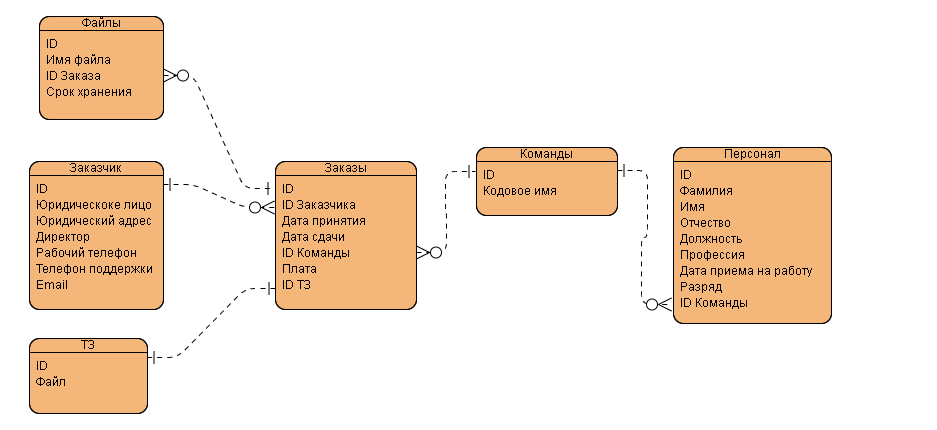 Файлы
ID
Имя файла
ID Заказа
Срок хранения
Заказчик
ID
Юридическоке лицо
Юридический адрес
Директор
Рабочий телефон
Телефон поддержки
Email
ТЗ
ID
Файл
Заказы
ID
ID Заказчика
Дата принятия
Дата сдачи
ID Команды
Плата
ID ТЗ
Команды
ID
Кодовое имя
Персонал
ID
Фамилия
Имя
Отчество
Должность
Профессия
Дата приема на работу
Разряд
ID Команды